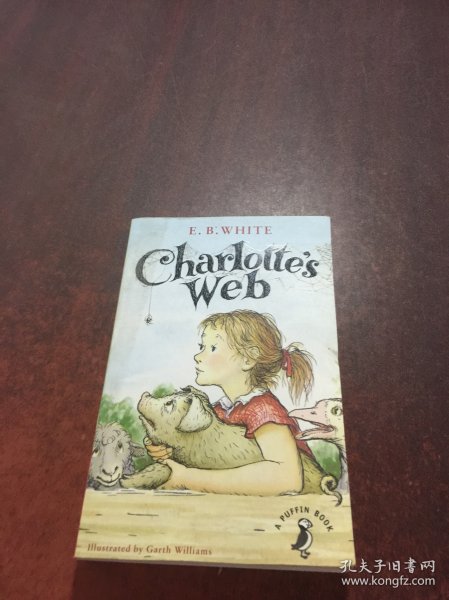 E. B. WHITE
Charlotte's
Web
A PUFFIN BOOK
Illustrated by Garth Williams
孔夫子旧书网
www.kongfz.com